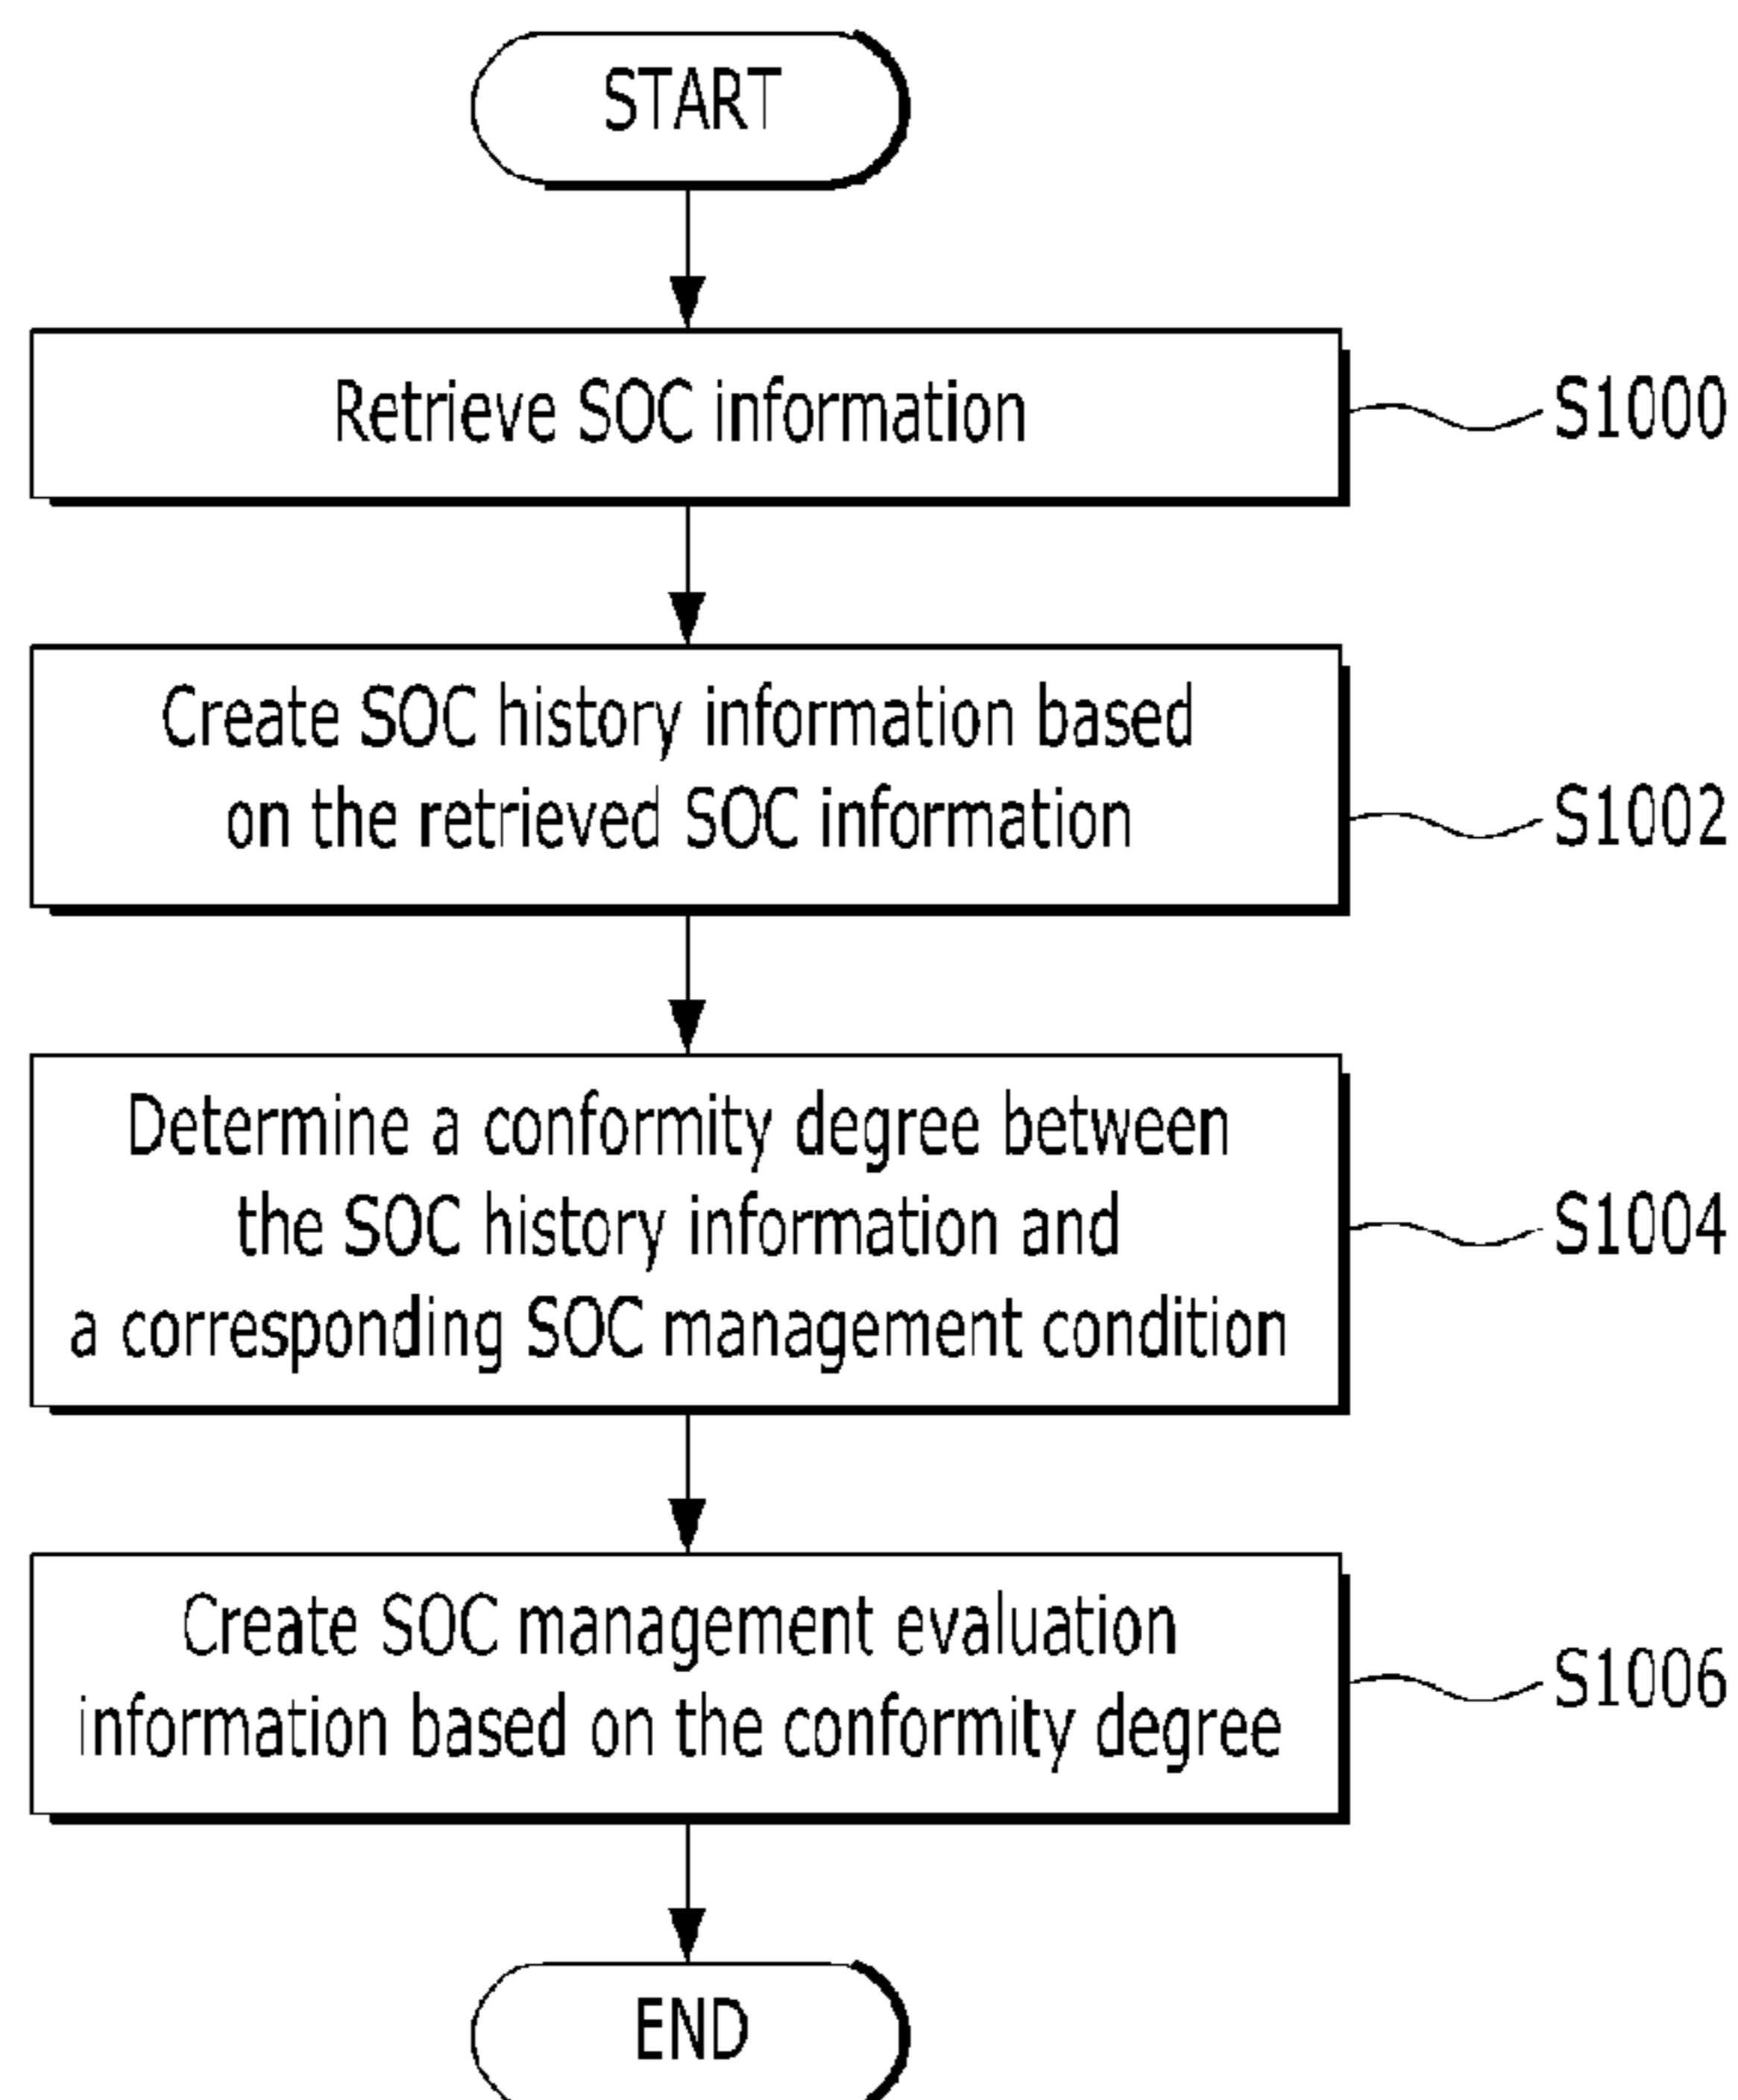 START
Retrieve SOC information
S1000
Create SOC history information based
on the retrieved SOC information
S1002
Determine a conformity degree between
the SOC history information and
a corresponding SOC management condition
S1004
Create SOC management evaluation
information based on the conformity degree
S1006
END